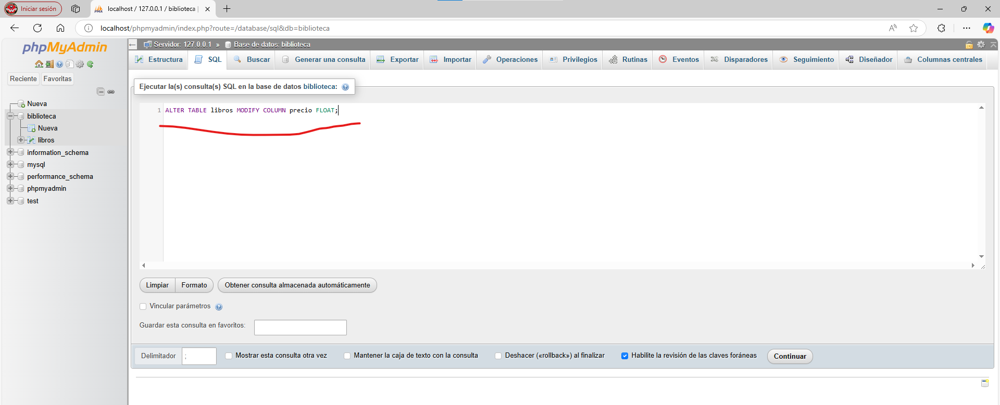 Iniciar sesión
localhost / 127.0.0.1 / biblioteca |
localhost/phpmyadmin/index.php?route=/database/sql&db=biblioteca
phpMyAdmin
Reciente Favoritas
Nueva
biblioteca
Nueva
libros
information_schema
mysql
performance_schema
phpmyadmin
test
Servidor: 127.0.0.1 » Base de datos: biblioteca
Estructura SQL Buscar Generar una consulta Exportar Importar Operaciones Privilegios Rutinas Eventos Disparadores Seguimiento Diseñador Columnas centrales
Ejecutar la(s) consulta(s) SQL en la base de datos biblioteca:
1 ALTER TABLE libros MODIFY COLUMN precio FLOAT;
Limpiar Formato Obtener consulta almacenada automáticamente
Vincular parámetros
Guardar esta consulta en favoritos:
Delimitador ; Mostrar esta consulta otra vez Mantener la caja de texto con la consulta Deshacer («rollback») al finalizar Habilite la revisión de las claves foráneas Continuar